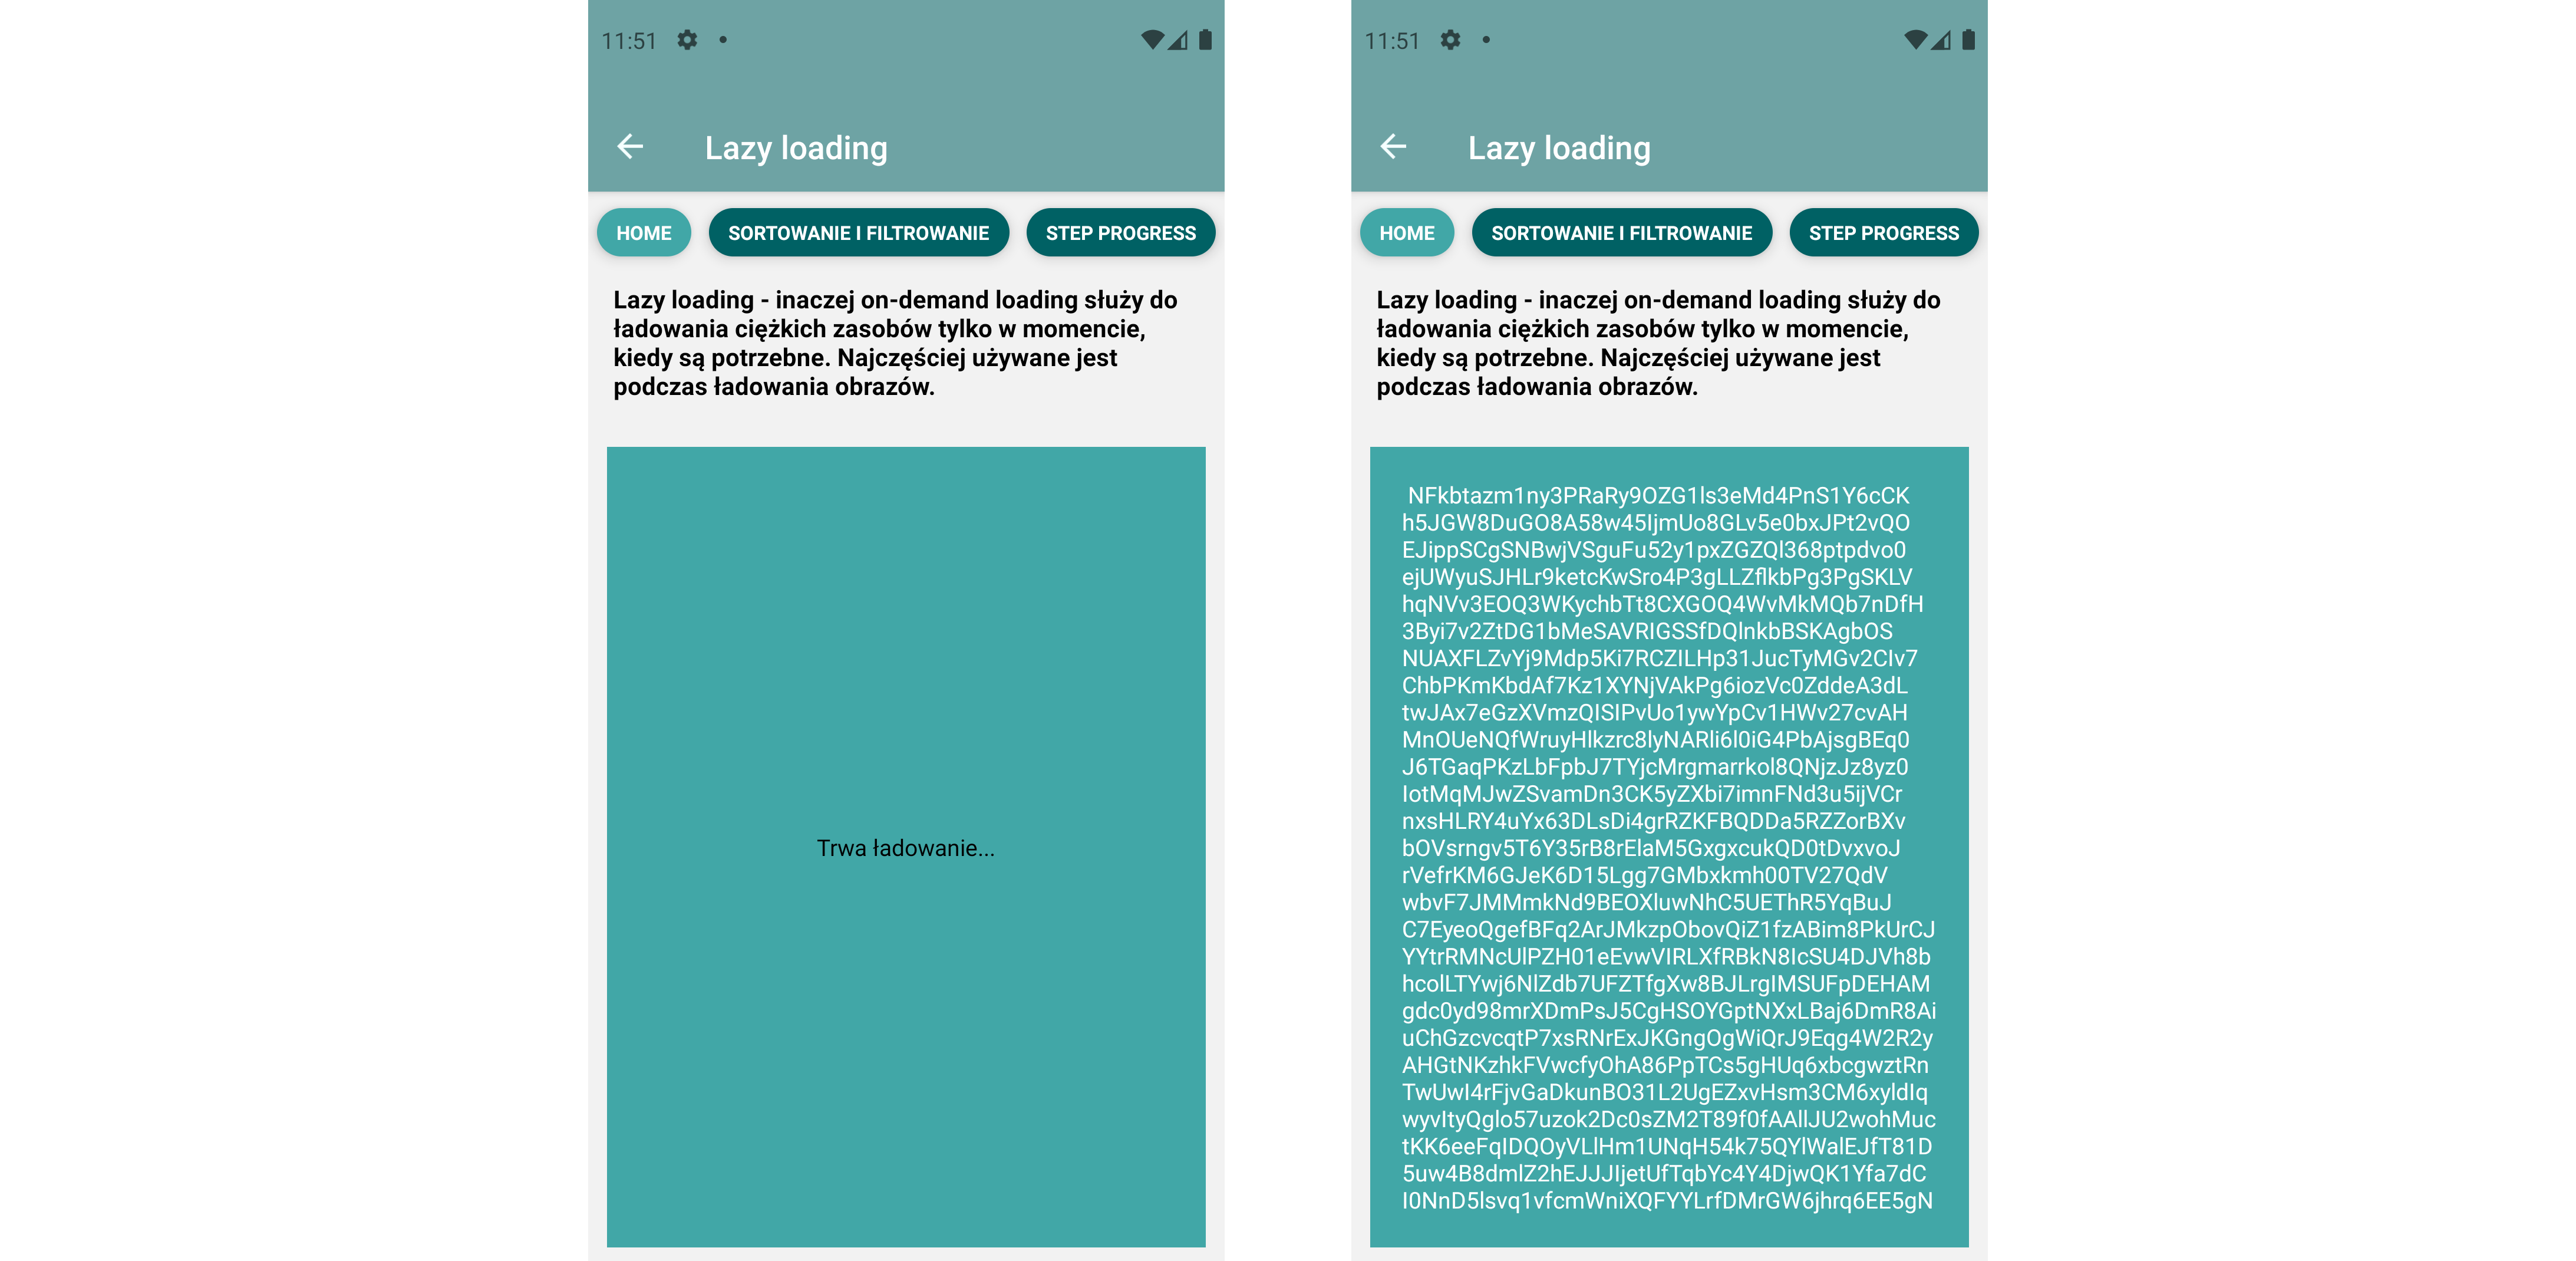 11:51
Lazy loading
HOME SORTOWANIE I FILTROWANIE STEP PROGRESS
Lazy loading - inaczej on-demand loading służy do
ładowania ciężkich zasobów tylko w momencie,
kiedy są potrzebne. Najczęściej używane jest
podczas ładowania obrazów.
Trwa ładowanie...
11:51
Lazy loading
HOME SORTOWANIE I FILTROWANIE STEP PROGRESS
Lazy loading - inaczej on-demand loading służy do
ładowania ciężkich zasobów tylko w momencie,
kiedy są potrzebne. Najczęściej używane jest
podczas ładowania obrazów.
NFkbtazm1ny3PRaRy9OZG1ls3eMd4PnS1Y6cCK
h5JGW8DuGO8A58w45IjmUo8GLv5e0bxJPt2vQO
EJippSCgSNBwjVSguFu52y1pxZGZQl368ptpdvo0
ejUWyuSJHLr9ketcKwSro4P3gLLZflkbPg3PgSKLV
hqNVv3EOQ3WKychbTt8CXGOQ4WvMkMQb7nDfH
3Byi7v2ZtDG1bMeSAVRIGSSfDQlnkbBSKAgbOS
NUAXFLZvYj9Mdp5Ki7RCZILHp31JucTyMGv2CIv7
ChbPKmKbdAf7Kz1XYNjVAkPg6iozVc0ZddeA3dL
twJAx7eGzXVmzQISIPvUo1ywYpCv1HWv27cvAH
MnOUeNQfWruyHlkzrc8lyNARli6l0iG4PbAjsgBEq0
J6TGaqPKzLbFpbJ7TYjcMrgmarrkol8QNjzJz8yz0
IotMqMJwZSvamDn3CK5yZXbi7imnFNd3u5ijVCr
nxsHLRY4uYx63DLsDi4grRZKFBQDDa5RZZorBXv
bOVsrngv5T6Y35rB8rElaM5GxgxcukQD0tDvxvoJ
rVefrKM6GJeK6D15Lgg7GMbxkmh00TV27QdV
wbvF7JMMmkNd9BEOXluwNhC5UEThR5YqBuJ
C7EyeoQgefBFq2ArJMkzpObovQiZ1fzABim8PkUrCJ
YYtrRMNcUlPZH01eEvwVIRLXfRBkN8IcSU4DJVh8b
hcolLTYwj6NlZdb7UFZTfgXw8BJLrgIMSUFpDEHAM
gdc0yd98mrXDmPsJ5CgHSOYGptNXxLBaj6DmR8Ai
uChGzcvcqtP7xsRNrExJKGngOgWiQrJ9Eqg4W2R2y
AHGtNKzhkFVwcfyOhA86PpTCs5gHUq6xbcgwztRn
TwUwI4rFjvGaDkunBO31L2UgEZxvHsm3CM6xyldIq
wyvItyQglo57uzok2Dc0sZM2T89f0fAAllJU2wohMuc
tKK6eeFqIDQOyVLlHm1UNqH54k75QYlWalEJfT81D
5uw4B8dmlZ2hEJJJIjetUfTqbYc4Y4DjwQK1Yfa7dC
I0NnD5lsvq1vfcmWniXQFYYLrfDMrGW6jhrq6EE5gN